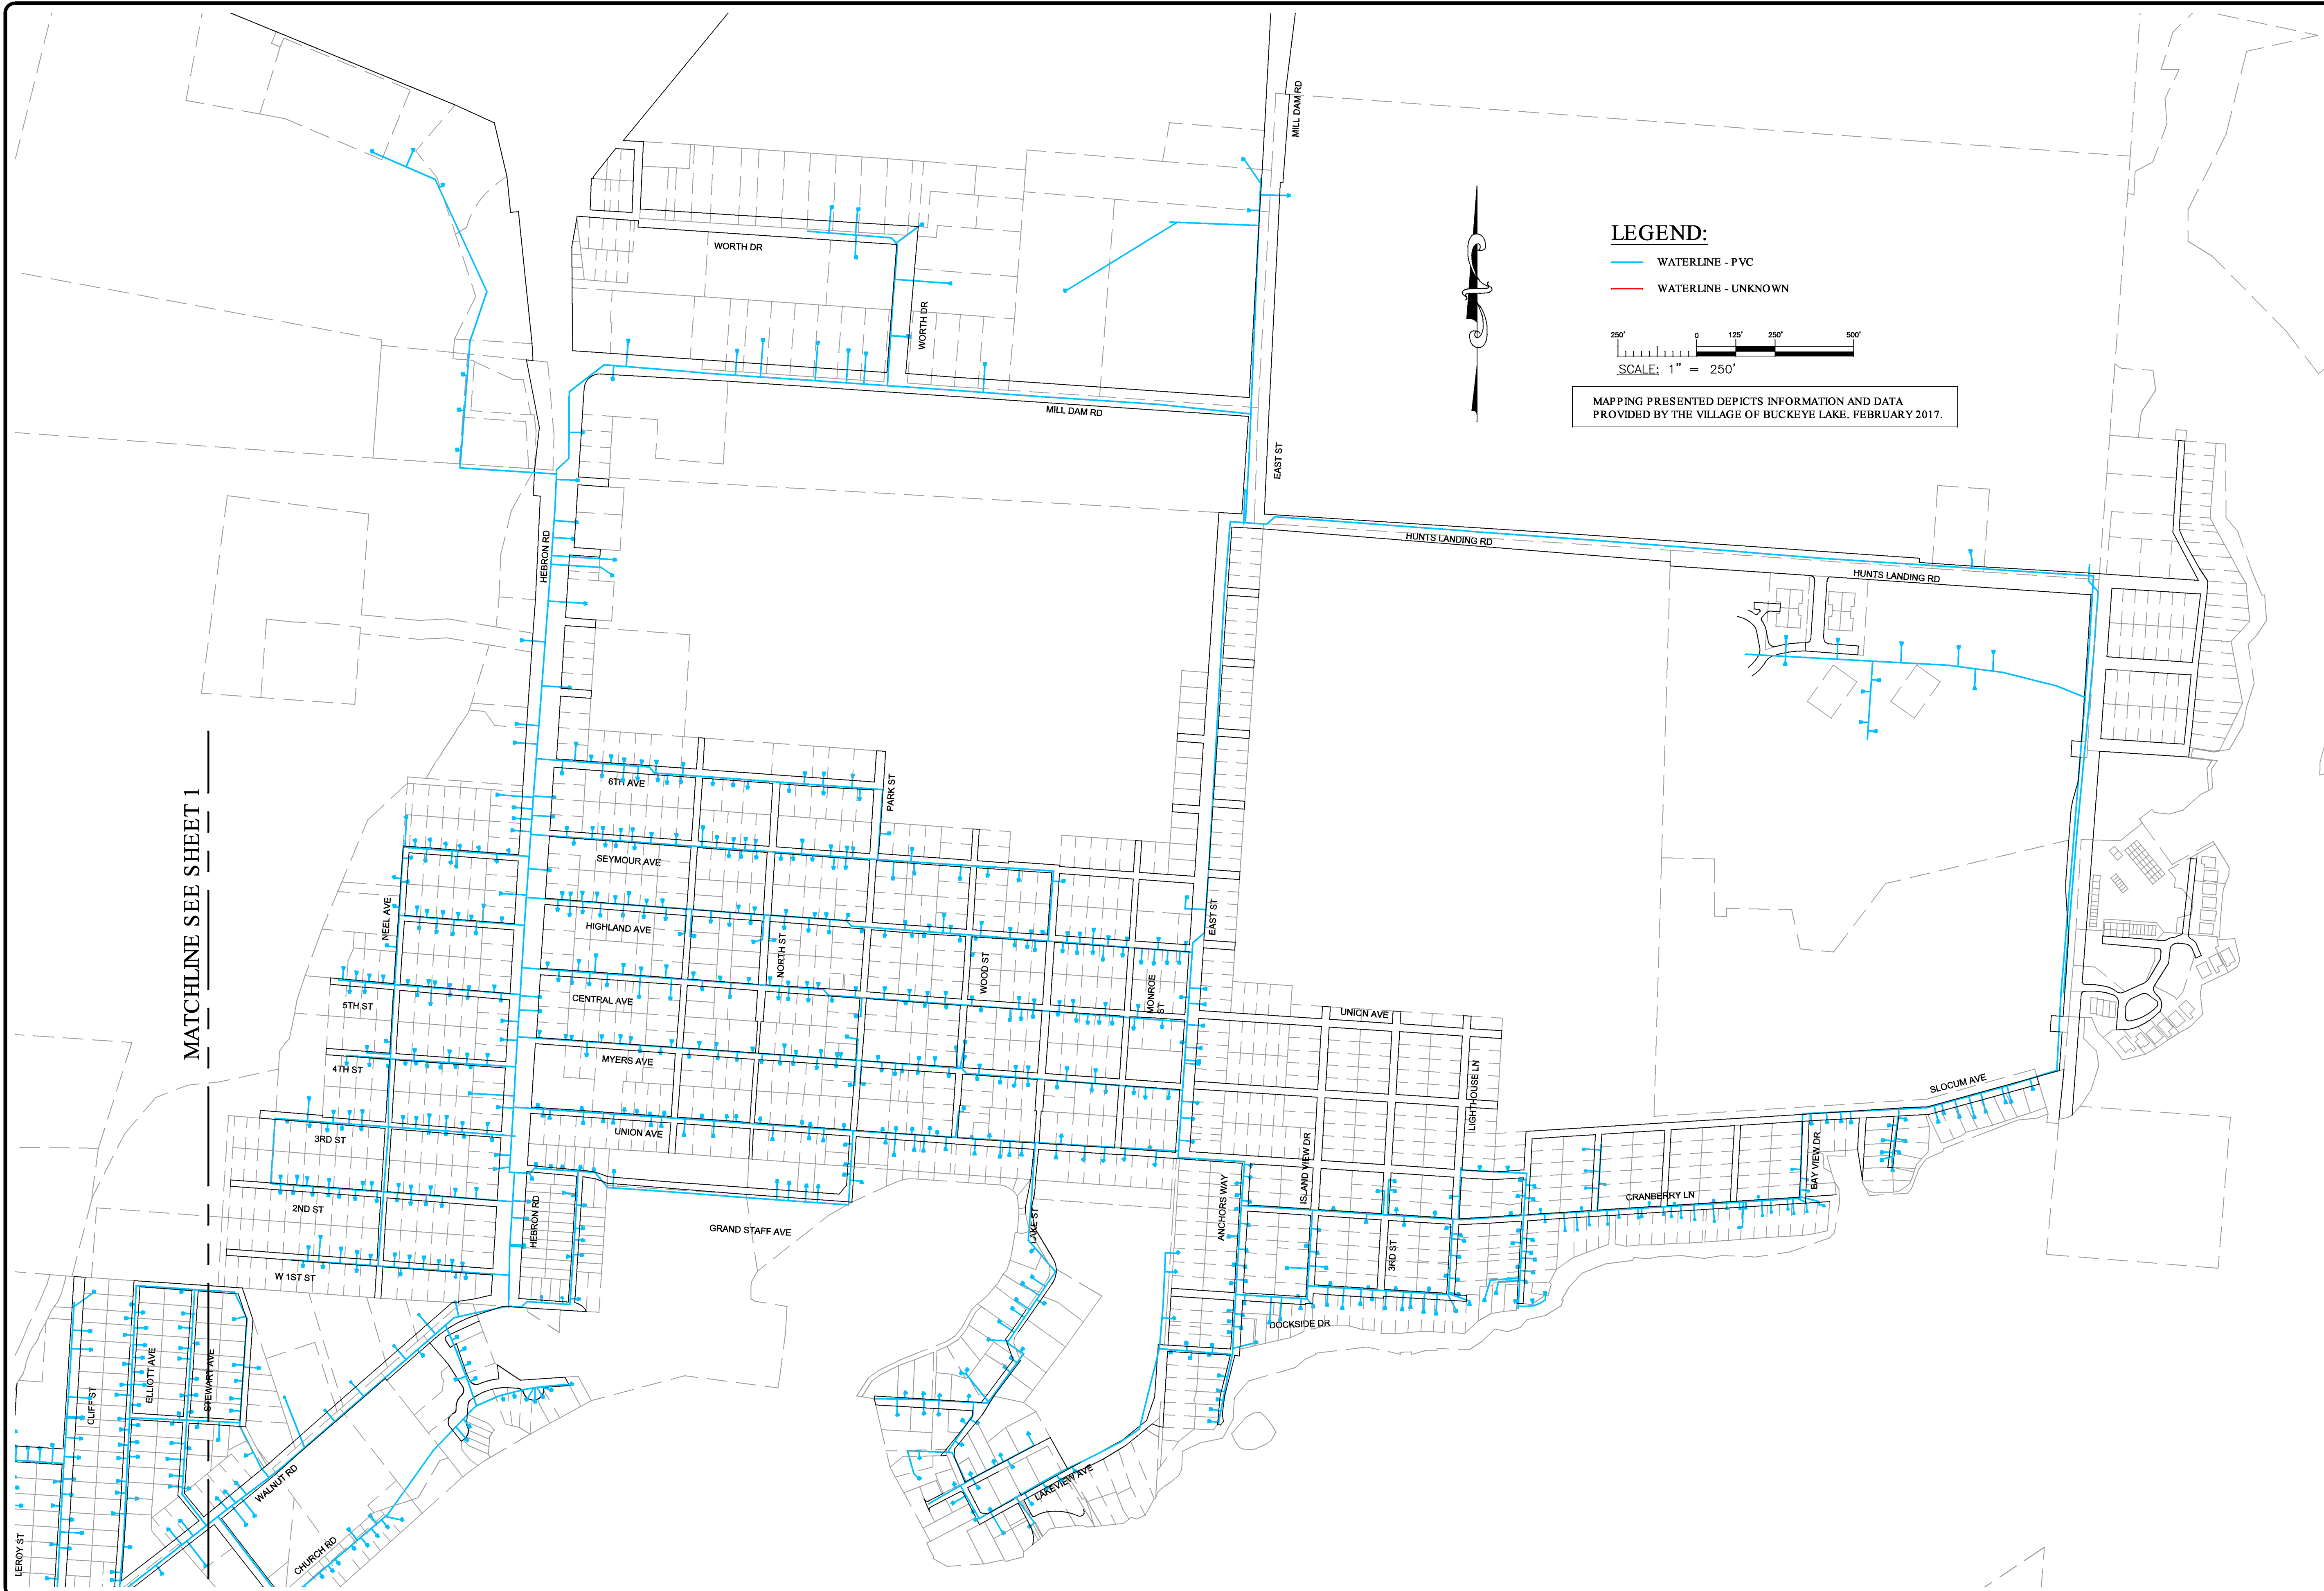 MILL DAM RD
LEGEND:
WATERLINE - PVC
WATERLINE - UNKNOWN
250' 0 125' 250' 500'
SCALE: 1" = 250'
MAPPING PRESENTED DEPICTS INFORMATION AND DATA
PROVIDED BY THE VILLAGE OF BUCKEYE LAKE. FEBRUARY 2017.
WORTH DR
WORTH DR
MILL DAM RD
EAST ST
HEBRON RD
HUNTS LANDING RD
HUNTS LANDING RD
MATCHLINE SEE SHEET 1
6TH AVE
PARK ST
SEYMOUR AVE
NEEL AVE
HIGHLAND AVE
NORTH ST
WOOD ST
MONROE
ST
EAST ST
5TH ST
CENTRAL AVE
UNION AVE
4TH ST
MYERS AVE
LIGHTHOUSE LN
SLOCUM AVE
3RD ST
UNION AVE
ISLAND VIEW DR
BAY VIEW DR
2ND ST
HEBRON RD
GRAND STAFF AVE
LAKE ST
ANCHORS WAY
3RD ST
CRANBERRY LN
W 1ST ST
DOCKSIDE DR
CLIFF ST
ELLIOTT AVE
STEWART AVE
WALNUT RD
LAKEVIEW AVE
LEROY ST
CHURCH RD